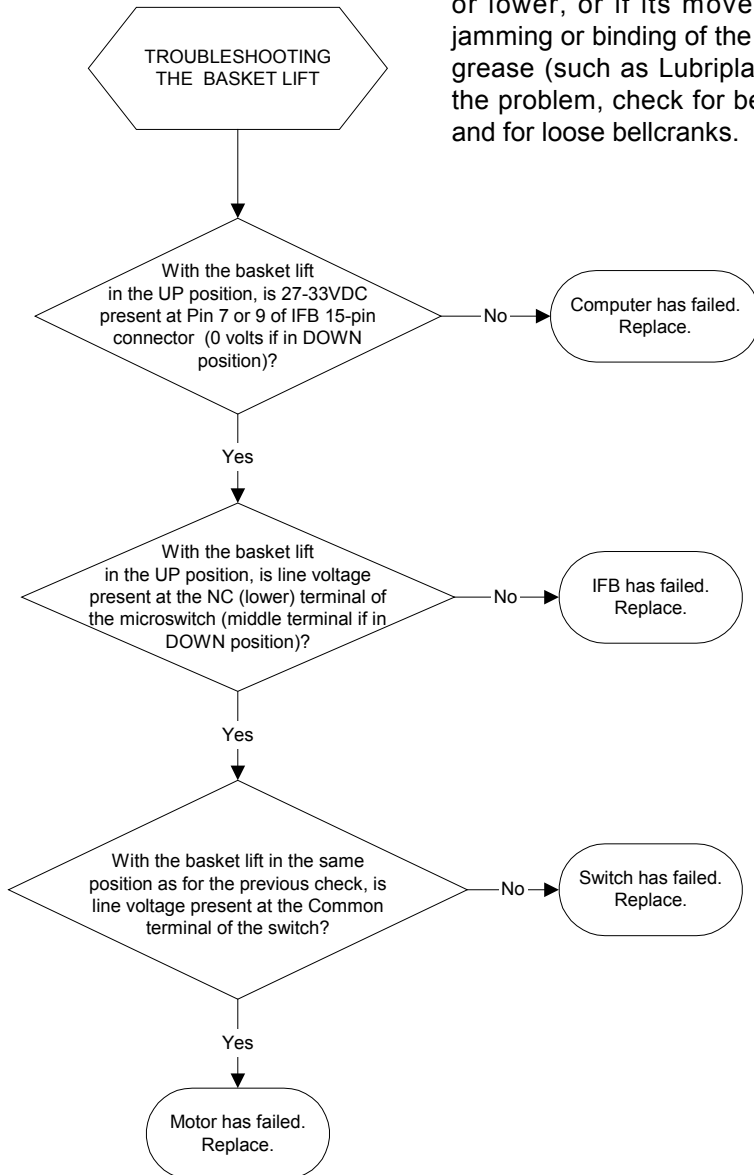 or lower, or if its move
jamming or binding of the
grease (such as Lubripla
the problem, check for be
and for loose bellcranks.
TROUBLESHOOTING
THE BASKET LIFT
With the basket lift
in the UP position, is 27-33VDC
present at Pin 7 or 9 of IFB 15-pin
connector (0 volts if in DOWN
position)?
No
Computer has failed.
Replace.
Yes
With the basket lift
in the UP position, is line voltage
present at the NC (lower) terminal of
the microswitch (middle terminal if in
DOWN position)?
No
IFB has failed.
Replace.
Yes
With the basket lift in the same
position as for the previous check, is
line voltage present at the Common
terminal of the switch?
No
Switch has failed.
Replace.
Yes
Motor has failed.
Replace.